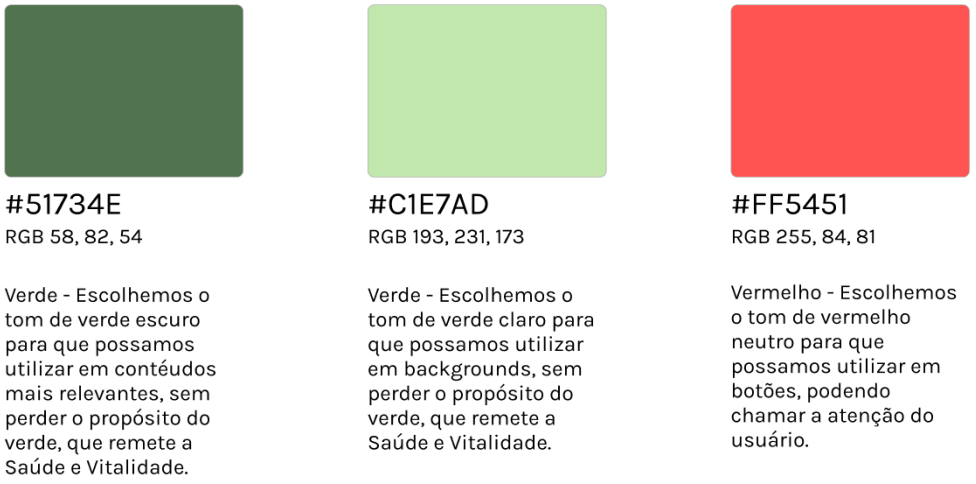 #51734E
RGB 58, 82, 54
Verde - Escolhemos o
tom de verde escuro
para que possamos
utilizar em contéudos
mais relevantes, sem
perder o propósito do
verde, que remete a
Saúde e Vitalidade.
#C1E7AD
RGB 193, 231, 173
Verde - Escolhemos o
tom de verde claro para
que possamos utilizar
em backgrounds, sem
perder o propósito do
verde, que remete a
Saúde e Vitalidade.
#FF5451
RGB 255, 84, 81
Vermelho - Escolhemos
o tom de vermelho
neutro para que
possamos utilizar em
botões, podendo
chamar a atenção do
usuário.